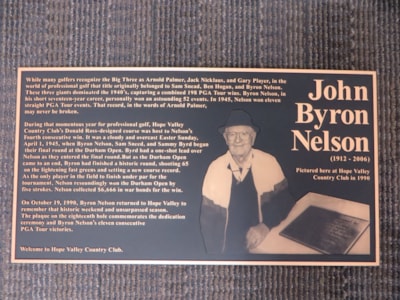 While many golfers recognize the Big Three as Arnold Palmer, Jack Nicklaus, and Gary Player, in the
world of professional golf that title originally belonged to Sam Snead, Ben Hogan, and Byron Nelson.
These three giants dominated the 1940's, capturing a combined 198 PGA Tour wins. Byron Nelson, in
his short seventeen-year career, personally won an astounding 52 events. In 1945, Nelson won eleven
straight PGA Tour events. That record, in the words of Arnold Palmer,
may never be broken.
During that momentous year for professional golf, Hope Valley
Country Club's Donald Ross-designed course was host to Nelson's
Fourth consecutive win. It was a cloudy and overcast Easter Sunday,
April 1, 1945, when Byron Nelson, Sam Snead, and Sammy Byrd began
their final round at the Durham Open. Byrd had a one-shot lead over
Nelson as they entered the final round. But as the Durham Open
came to an end, Byron had finished a historic round, shooting 65
on the lightening fast greens and setting a new course record.
As the only player in the field to finish under par for the
tournament, Nelson resoundingly won the Durham Open by
five strokes. Nelson collected $6,666 in war bonds for the win.
On October 19, 1990, Byron Nelson returned to Hope Valley to
remember that historic weekend and unsurpassed season.
The plaque on the eighteenth hole commemorates the dedication
ceremony and Byron Nelson's eleven consecutive
PGA Tour victories.
Welcome to Hope Valley Country Club.
John
Byron
Nelson
(1912 - 2006)
Pictured here at Hope Valley
Country Club in 1990